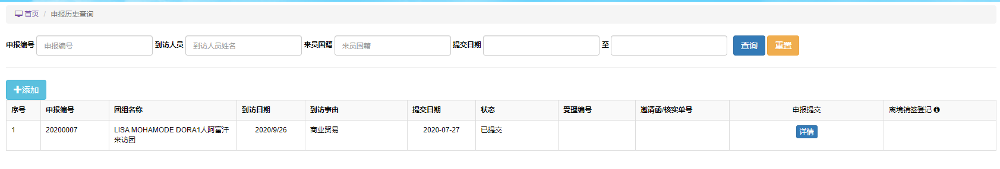 首页 / 申报历史查询
申报编号 申报编号 到访人员 到访人员姓名 来员国籍 来员国籍 提交日期 至 查询 重置
添加
序号 申报编号 团组名称 到访日期 到访事由 提交日期 状态 受理编号 邀请函/核实单号 申报提交 离境销签登记
1 20200007 LISA MOHAMODE DORA1人阿富汗 2020/9/26 商业贸易 2020-07-27 已提交 详情
来访团